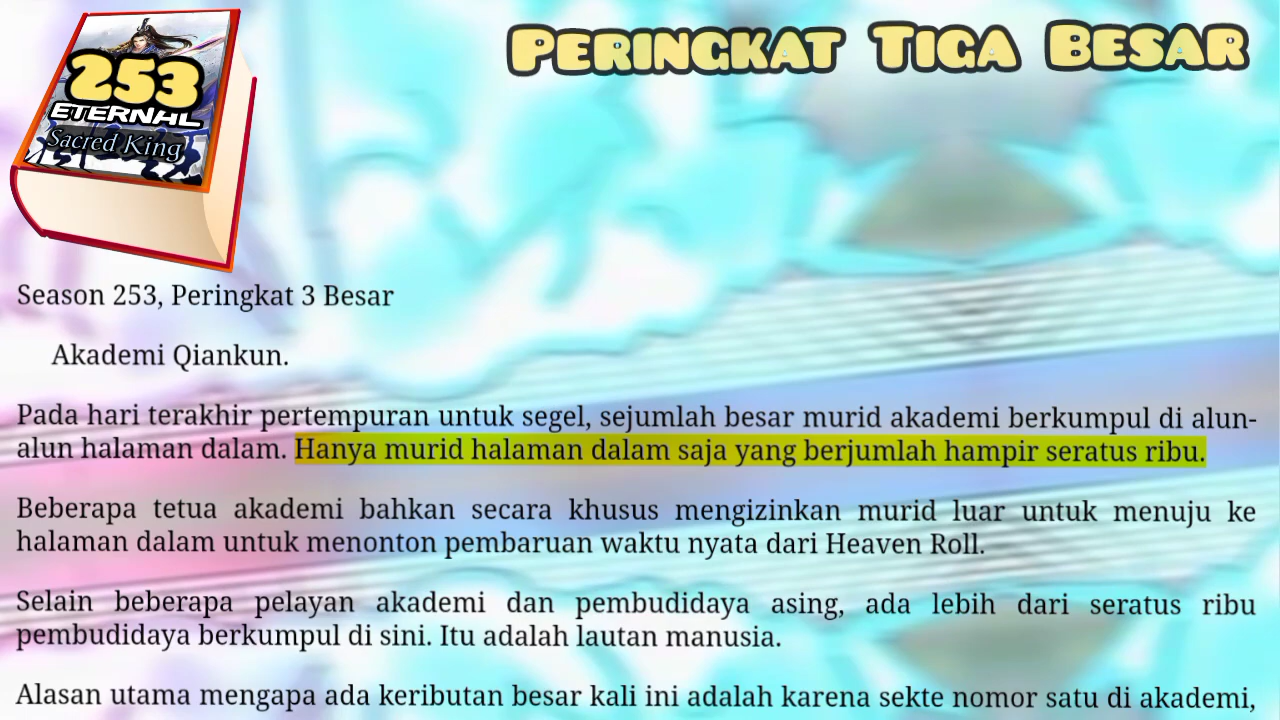 Peringkat Tiga Besar
253
ETERNAL
Sacred King
Season 253, Peringkat 3 Besar
Akademi Qiankun.
Pada hari terakhir pertempuran untuk segel, sejumlah besar murid akademi berkumpul di alun-
alun halaman dalam. Hanya murid halaman dalam saja yang berjumlah hampir seratus ribu.
Beberapa tetua akademi bahkan secara khusus mengizinkan murid luar untuk menuju ke
halaman dalam untuk menonton pembaruan waktu nyata dari Heaven Roll.
Selain beberapa pelayan akademi dan pembudidaya asing, ada lebih dari seratus ribu
pembudidaya berkumpul di sini. Itu adalah lautan manusia.
Alasan utama mengapa ada keributan besar kali ini adalah karena sekte nomor satu di akademi,